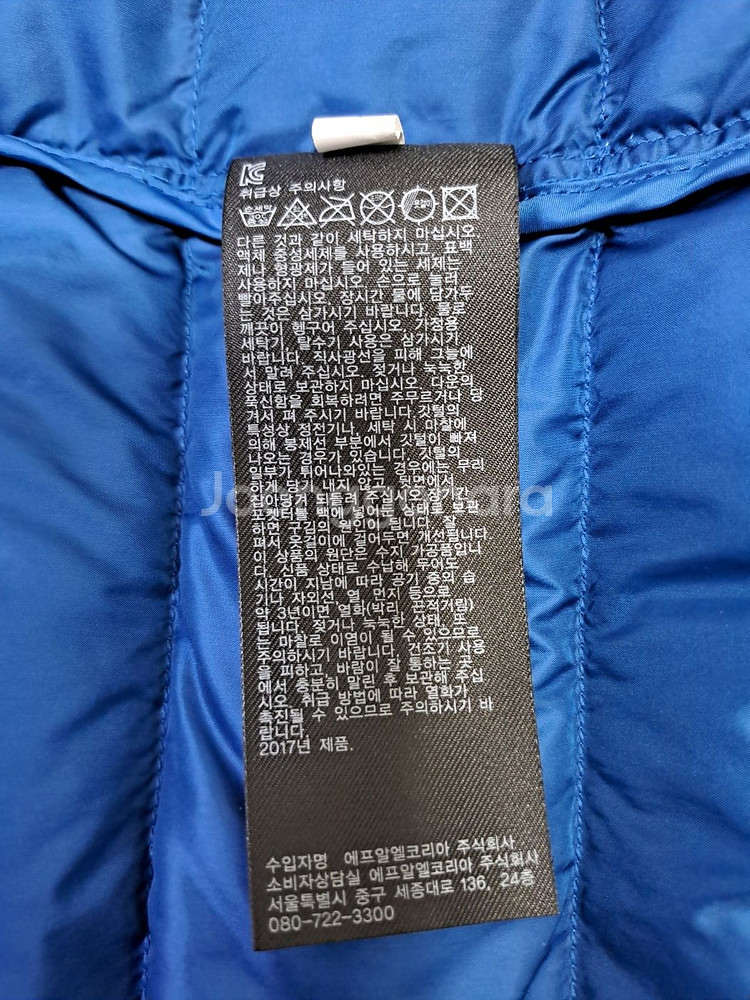 취급상 주의사항
다른 것과 같이 세탁하지 마십시오.
액체 중성세제를 사용하시고, 표백
제나 형광제가 들어 있는 세제는
사용하지 마십시오. 손으로 눌러
빨아주십시오. 장시간 물에 담가두
는 것은 삼가시기 바랍니다. 물로
깨끗이 헹구어 주십시오. 가정용
세탁기, 탈수기 사용은 삼가시기
바랍니다. 직사광선을 피해 그늘에
서 말려 주십시오. 젖거나 눅눅한
상태로 보관하지 마십시오. 다운의
푹신함을 회복하려면 주무르거나 당
겨서 펴 주시기 바랍니다. 깃털의
특성상 정전기나, 세탁 시 마찰에
의해 봉제선 부분에서 깃털이 빠져
나오는 경우가 있습니다. 깃털의
일부가 튀어나와있는 경우에는 무리
하게 당기 내지 않고, 뒷면에서
잡아당겨 되돌려 주십시오. 장기간
포켓터블 백에 넣어둔 상태로 보관
하면 구김의 원인이 됩니다. 잘
펴서 옷걸이에 걸어두면 개선됩니다.
이 상품의 원단은 수지 가공품입니
다. 신품 상태로 수납해 두어도
시간이 지남에 따라 공기 중의 습
기나 자외선, 열, 먼지 등으로
약 3년이면 열화(박리, 끈적거림)
됩니다. 젖거나 눅눅한 상태, 또
는 마찰로 이염이 될 수 있으므로
주의하시기 바랍니다. 건조기 사용
을 피하고, 바람이 잘 통하는 곳
에서 충분히 말린 후 보관해 주십
시오. 취급 방법에 따라 열화가
촉진될 수 있으므로 주의하시기 바
랍니다.
2017년 제품.
수입자명 에프알엘코리아 주식회사
소비자상담실 에프알엘코리아 주식회사
서울특별시 중구 세종대로 136, 24층
080-722-3300